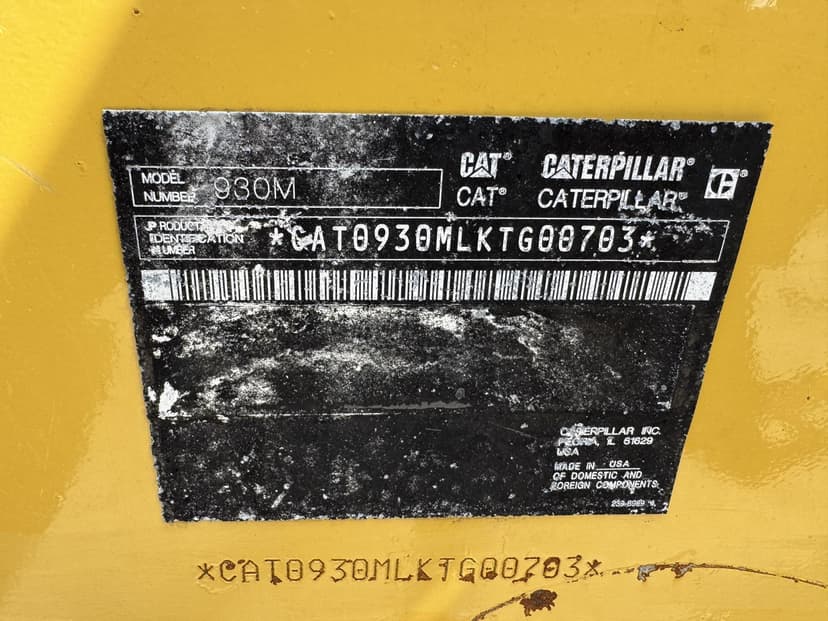 CAT® CATERPILLAR®
MODEL
NUMBER 930M
CAT® CATERPILLAR®
PRODUCT
IDENTIFICATION
NUMBER
*CAT0930MLKTG00703*
CATERPILLAR INC.
PEORIA, IL 61629
USA
MADE IN USA
OF DOMESTIC AND
FOREIGN COMPONENTS.
*CAT0930MLKTG00703*